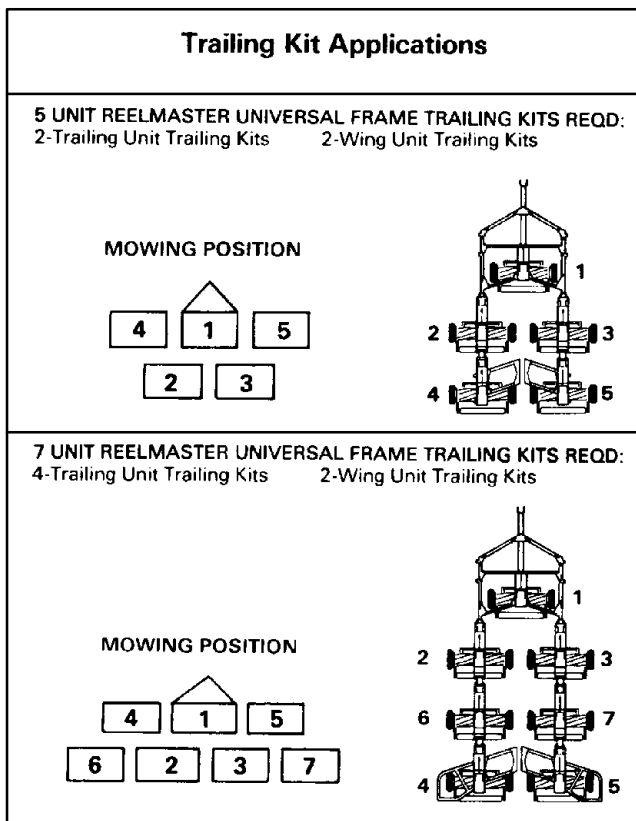 Trailing Kit Applications
5 UNIT REELMASTER UNIVERSAL FRAME TRAILING KITS REQD:
2-Trailing Unit Trailing Kits 2-Wing Unit Trailing Kits
MOWING POSITION
4 1 5
2 3
1
2 3
4 5
7 UNIT REELMASTER UNIVERSAL FRAME TRAILING KITS REQD:
4-Trailing Unit Trailing Kits 2-Wing Unit Trailing Kits
MOWING POSITION
4 1 5
6 2 3 7
1
2 3
6 7
4 5